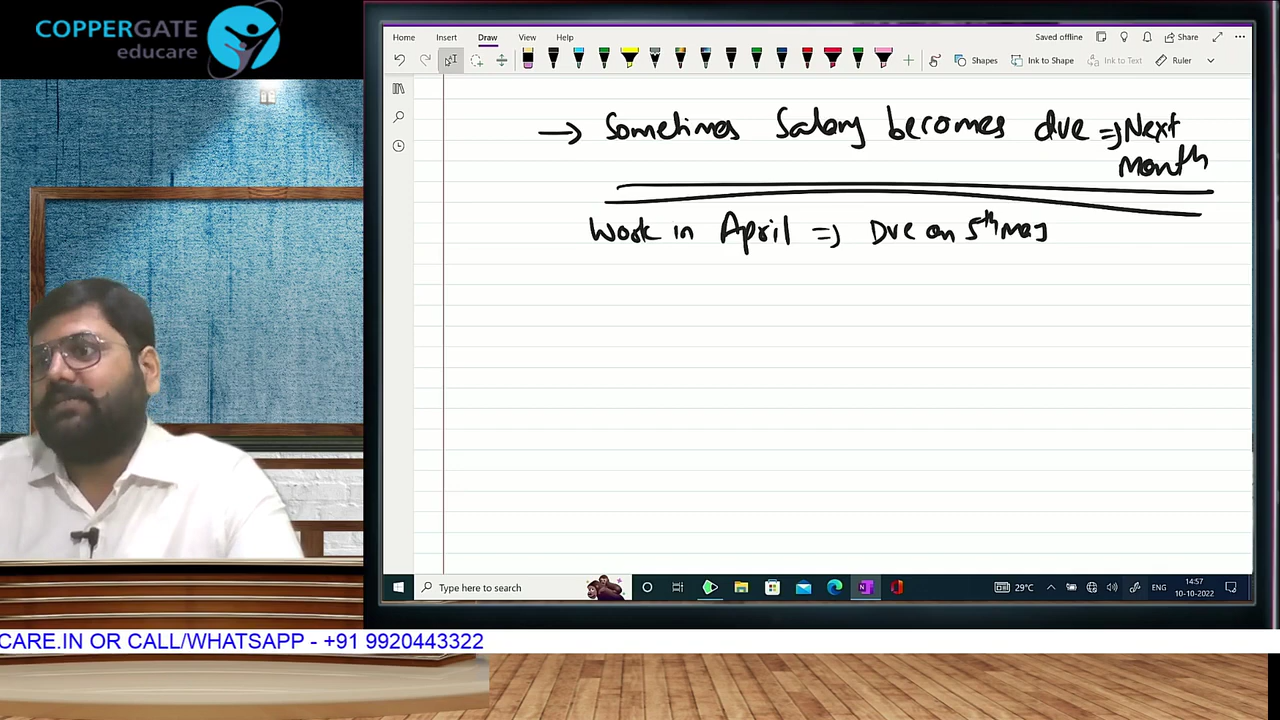 COPPERGATE
educare
Home Insert Draw View Help
Saved offline
Share
Shapes
Ink to Shape
Ink to Text
Ruler
→ Sometimes Salary becomes due ⇒ Next
Month
Work in April ⇒ Due on 5th May
Type here to search
29°C
ENG
14:57
10-10-2022
CARE.IN OR CALL/WHATSAPP - +91 9920443322